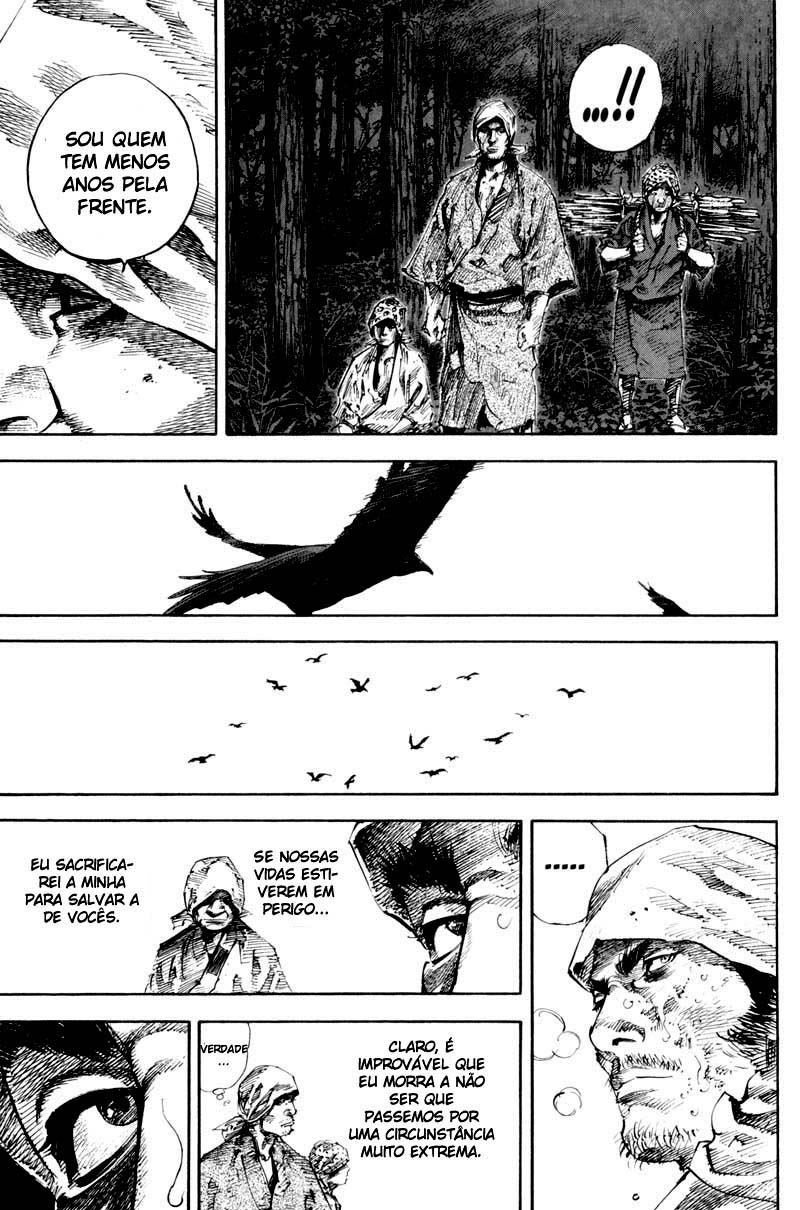 ....!!
SOU QUEM
TEM MENOS
ANOS PELA
FRENTE.
.....
SE NOSSAS
VIDAS ESTI-
VEREM EM
PERIGO...
EU SACRIFICA-
REI A MINHA
PARA SALVAR A
DE VOCÊS.
CLARO, É
IMPROVÁVEL QUE
EU MORRA A NÃO
SER QUE
PASSEMOS POR
UMA CIRCUNSTÂNCIA
MUITO EXTREMA.
VERDADE
...